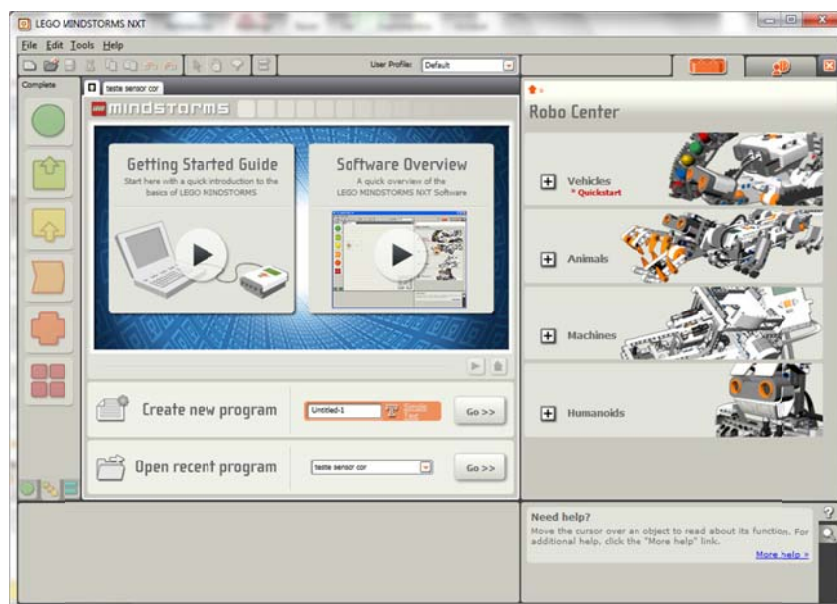 LEGO MINDSTORMS NXT
File Edit Tools Help
User Profile: Default
Complete
teste sensor cor
mindstorms
Getting Started Guide
Start here with a quick introduction to the
basics of LEGO MINDSTORMS
Software Overview
A quick overview of the
LEGO MINDSTORMS NXT Software
Create new program
Untitled-1
Go >>
Open recent program
teste sensor cor
Go >>
Robo Center
Vehicles
* Quickstart
Animals
Machines
Humanoids
Need help?
Move the cursor over an object to read about its function. For
additional help, click the "More help" link.
More help »